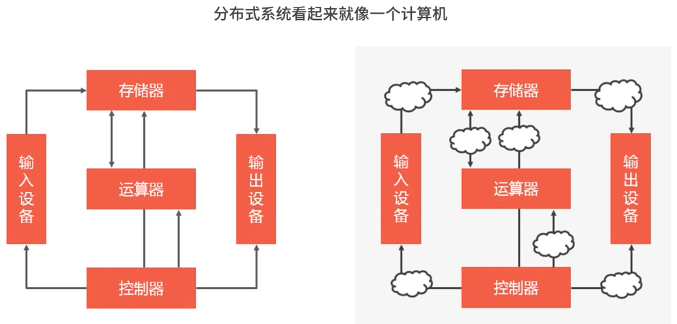 分布式系统看起来就像一个计算机
存储器
输入设备
输出设备
运算器
控制器
存储器
输入设备
输出设备
运算器
控制器